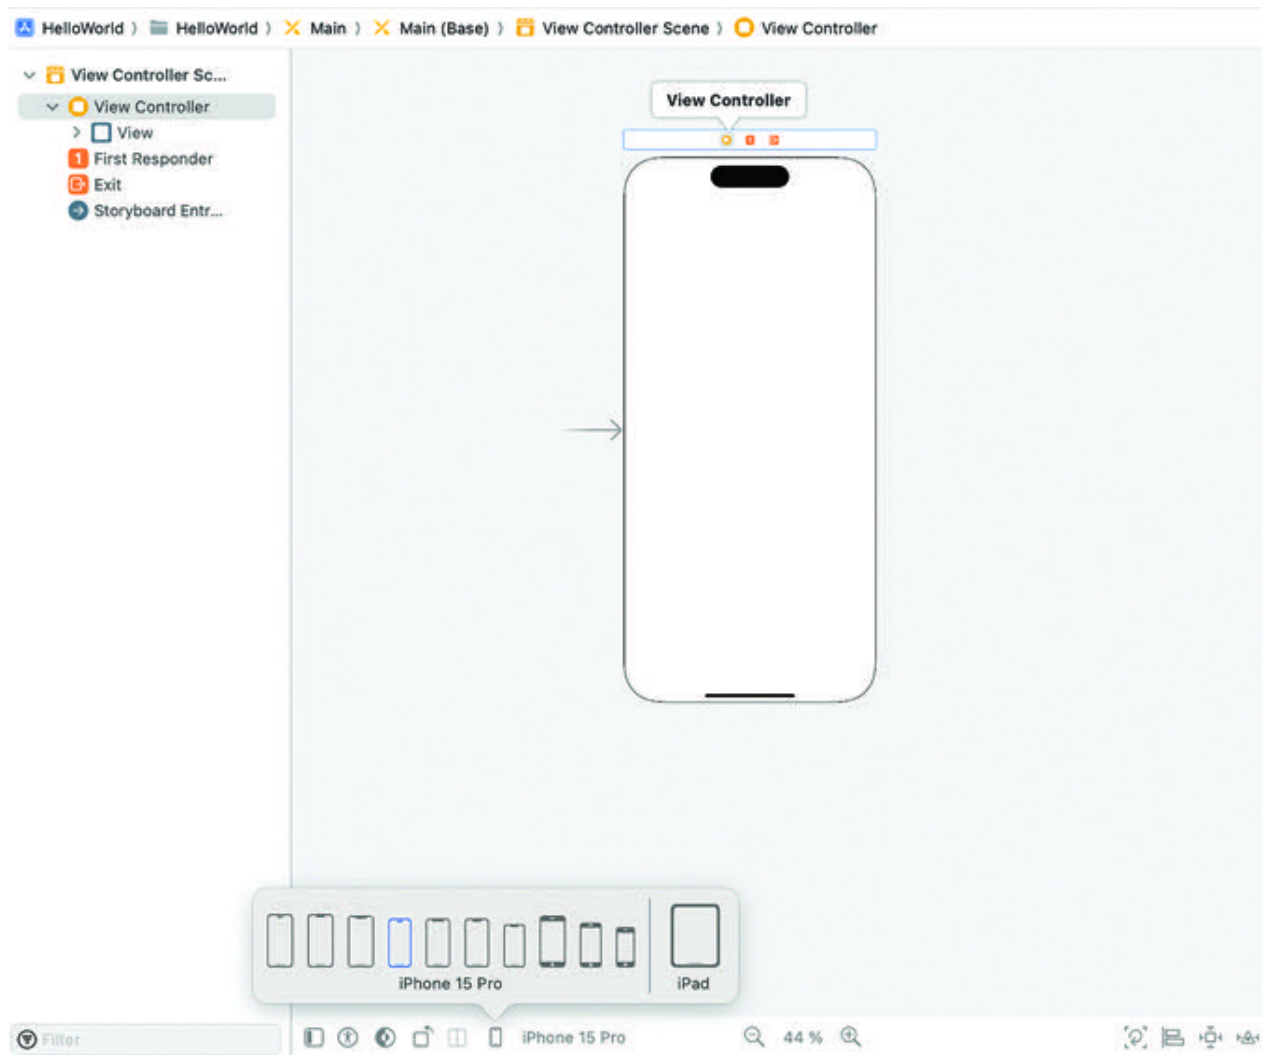 HelloWorld ⟩ HelloWorld ⟩ Main ⟩ Main (Base) ⟩ View Controller Scene ⟩ View Controller
View Controller Sc...
View Controller
View
1 First Responder
Exit
Storyboard Entr...
View Controller
iPhone 15 Pro
iPad
Filter
iPhone 15 Pro
44 %